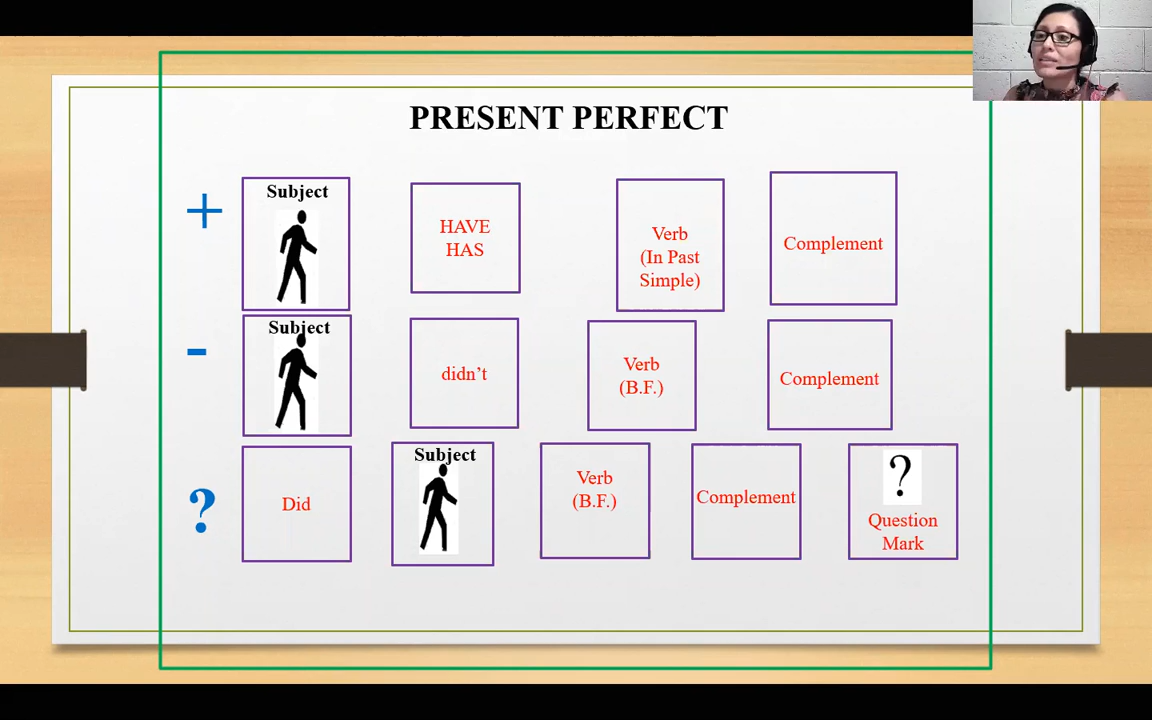 PRESENT PERFECT
+
Subject
HAVE
HAS
Verb
(In Past
Simple)
Complement
-
Subject
didn’t
Verb
(B.F.)
Complement
?
Did
Subject
Verb
(B.F.)
Complement
?
Question
Mark